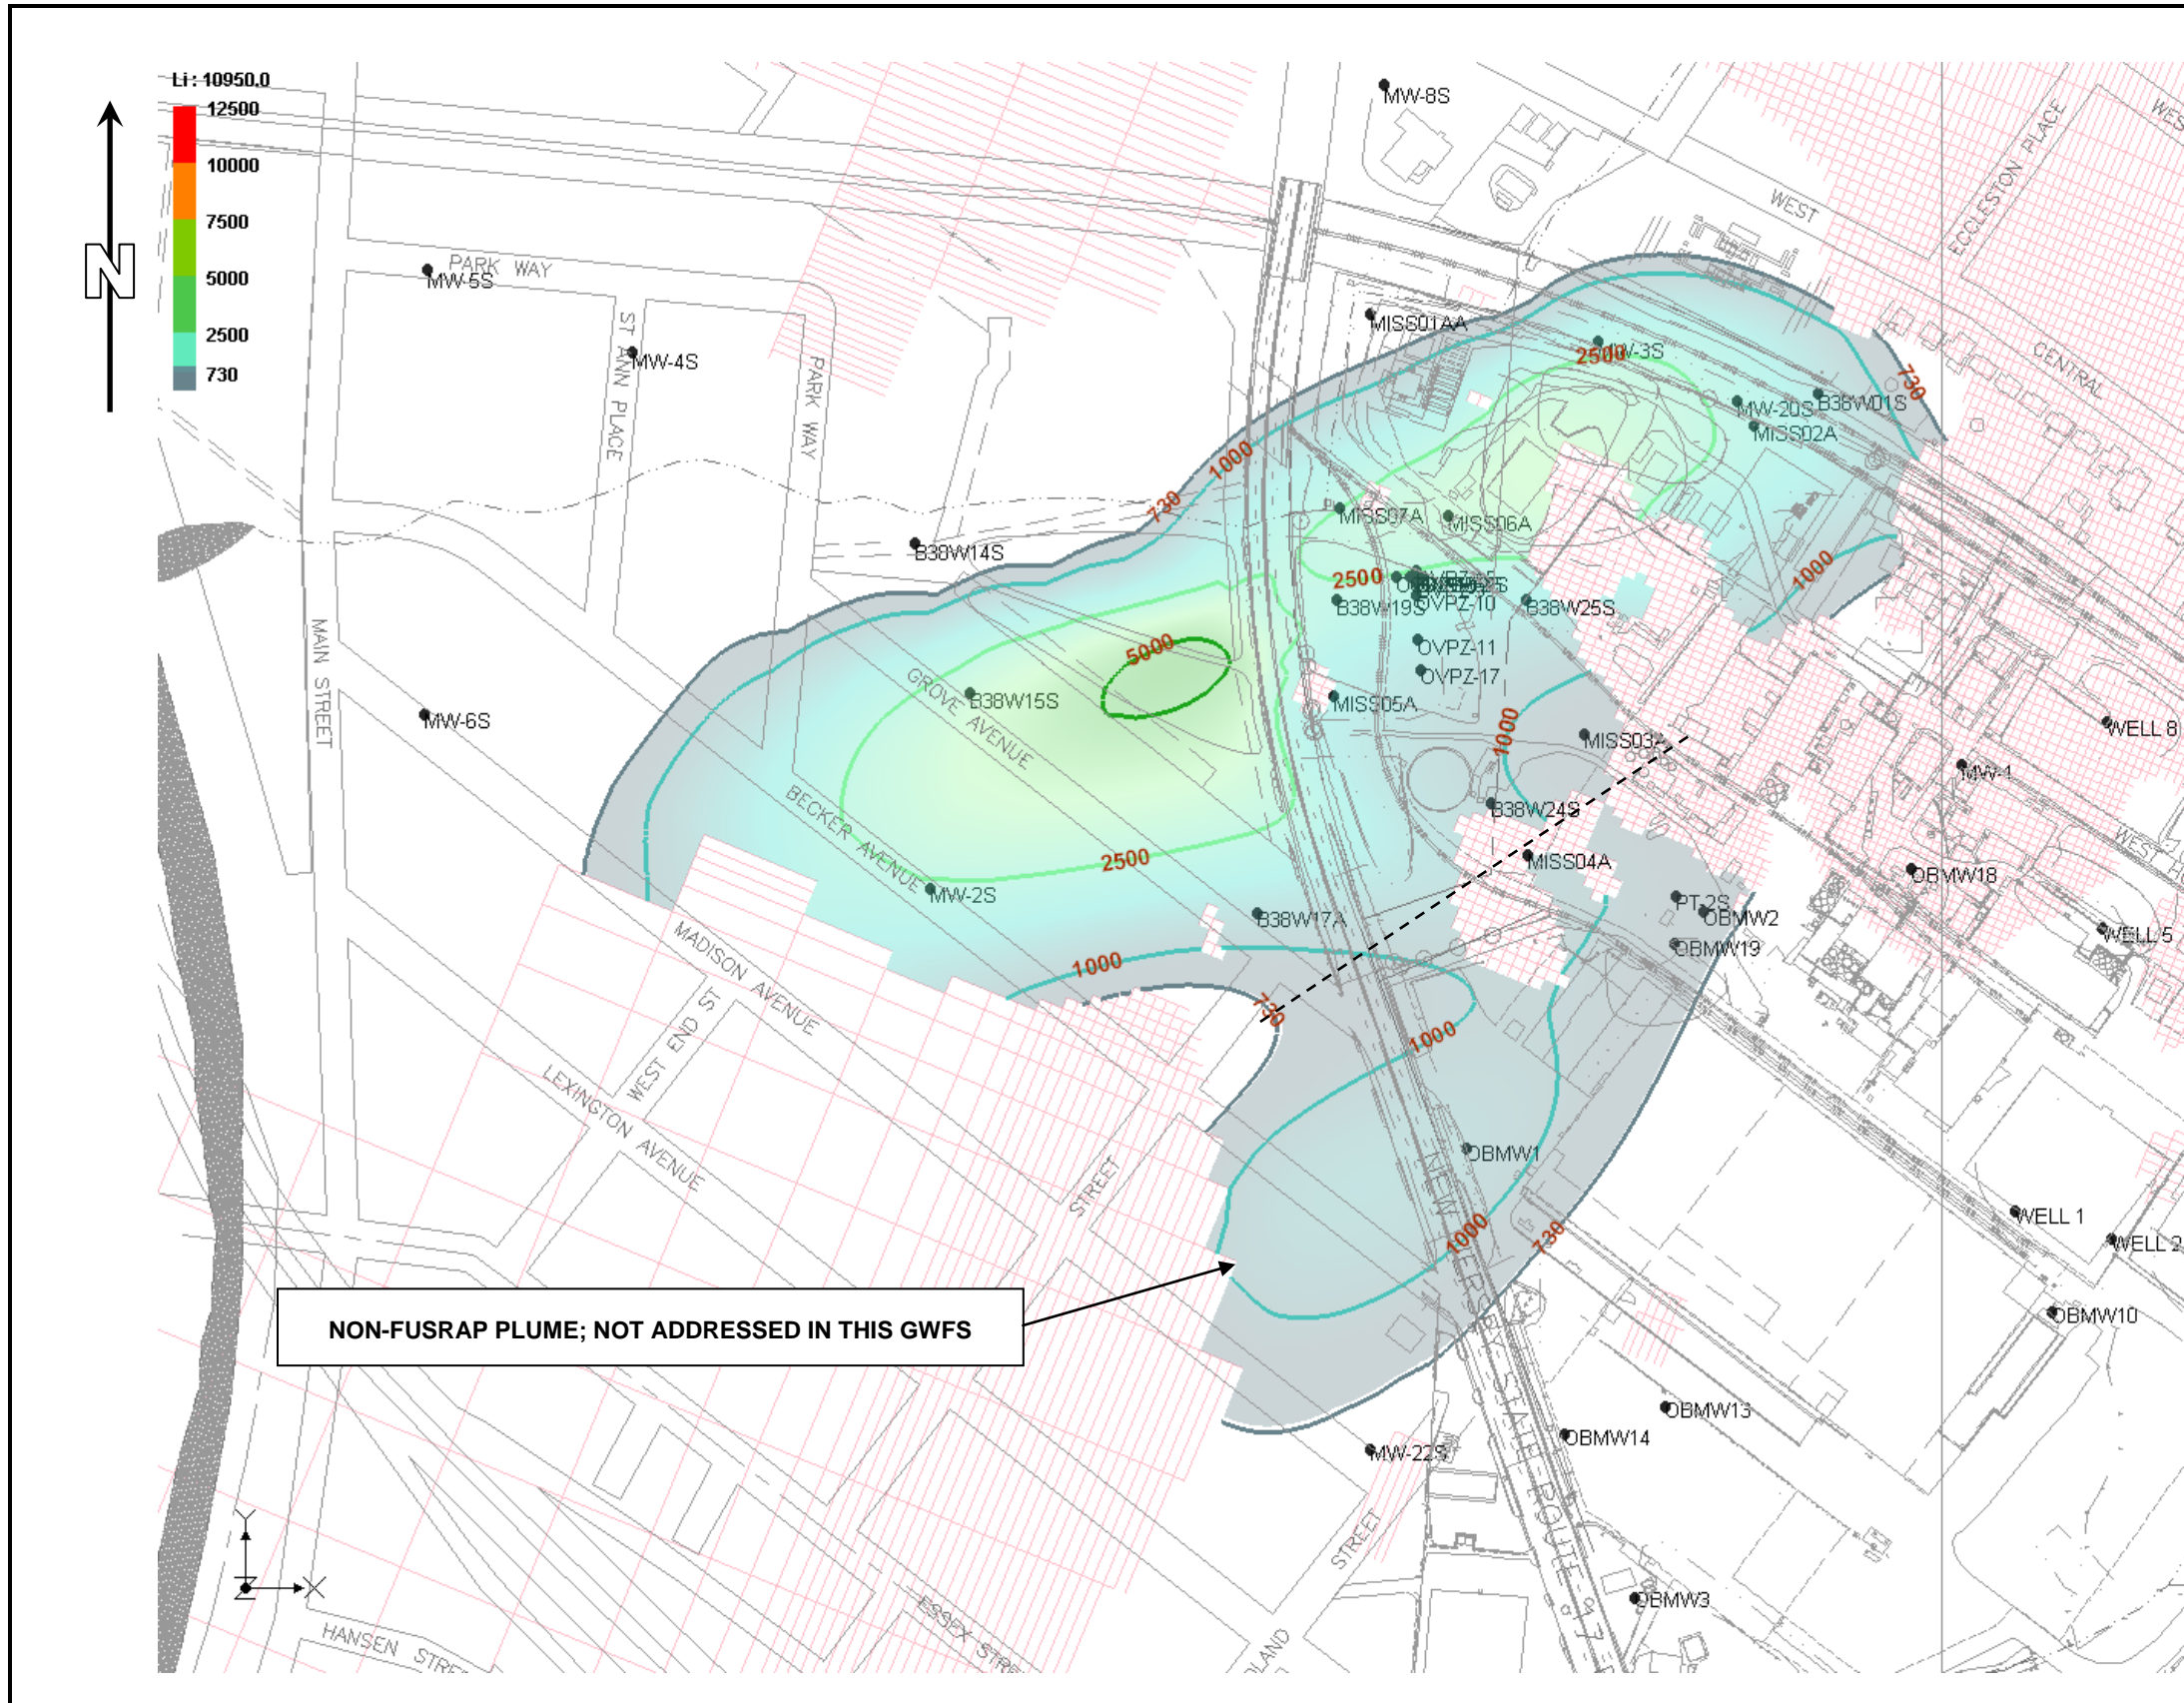 Li : 10950.0
12500
10000
7500
5000
2500
730
N
MW-8S
WEST
ECCLESTON PLACE
CENTRAL
PARK WAY
MW-5S
ST ANN PLACE
MW-4S
PARK WAY
MISS01AA
MW-3S
2500
730
MW-20S
B38W01S
MISS02A
1000
730
MISS07A
MISS06A
B38W14S
2500
1000
B38W19S
OVPZ-10
B38W25S
OVPZ-11
OVPZ-17
MAIN STREET
5000
B38W15S
GROVE AVENUE
MISS05A
MW-6S
1000
MISS03A
WELL 8
MW-4
BECKER AVENUE
B38W24S
2500
MW-2S
MISS04A
OBMW18
PT-2S
OBMW2
B38W17A
OBMW19
WELL 5
MADISON AVENUE
1000
730
WEST END ST
1000
LEXINGTON AVENUE
STREET
OBMW1
WELL 1
WELL 2
1000
730
NON-FUSRAP PLUME; NOT ADDRESSED IN THIS GWFS
OBMW10
NEW JERSEY STATE ROUTE 17
OBMW13
OBMW14
MW-22S
STREET
Y
Z
X
OBMW3
HANSEN
ESSEX